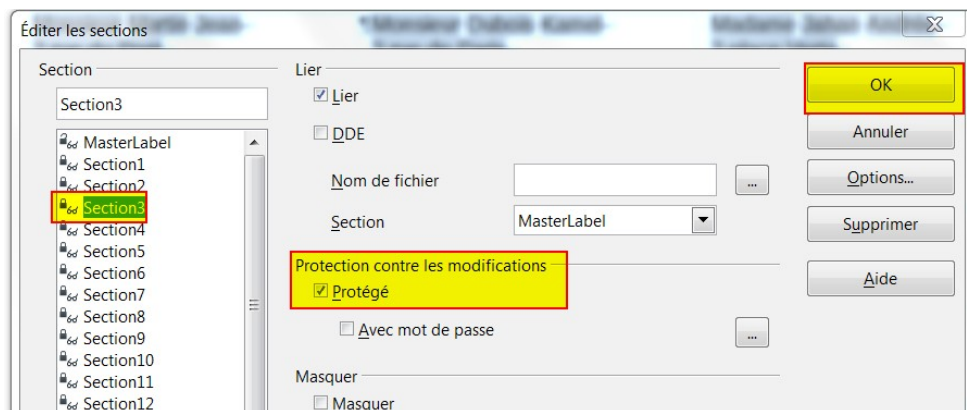 Éditer les sections
Section
Section3
MasterLabel
Section1
Section2
Section3
Section4
Section5
Section6
Section7
Section8
Section9
Section10
Section11
Section12
Lier
Lier
DDE
Nom de fichier
...
Section
MasterLabel
Protection contre les modifications
Protégé
Avec mot de passe
...
Masquer
Masquer
OK
Annuler
Options...
Supprimer
Aide